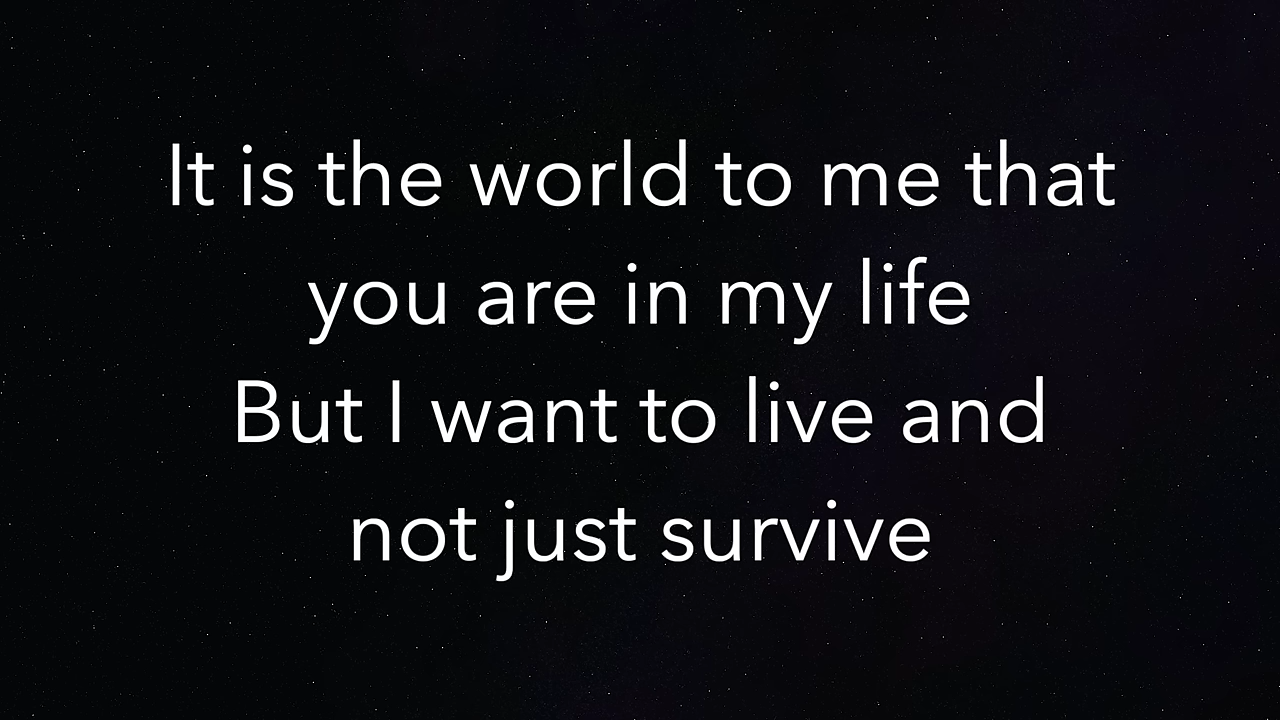 It is the world to me that
you are in my life
But I want to live and
not just survive